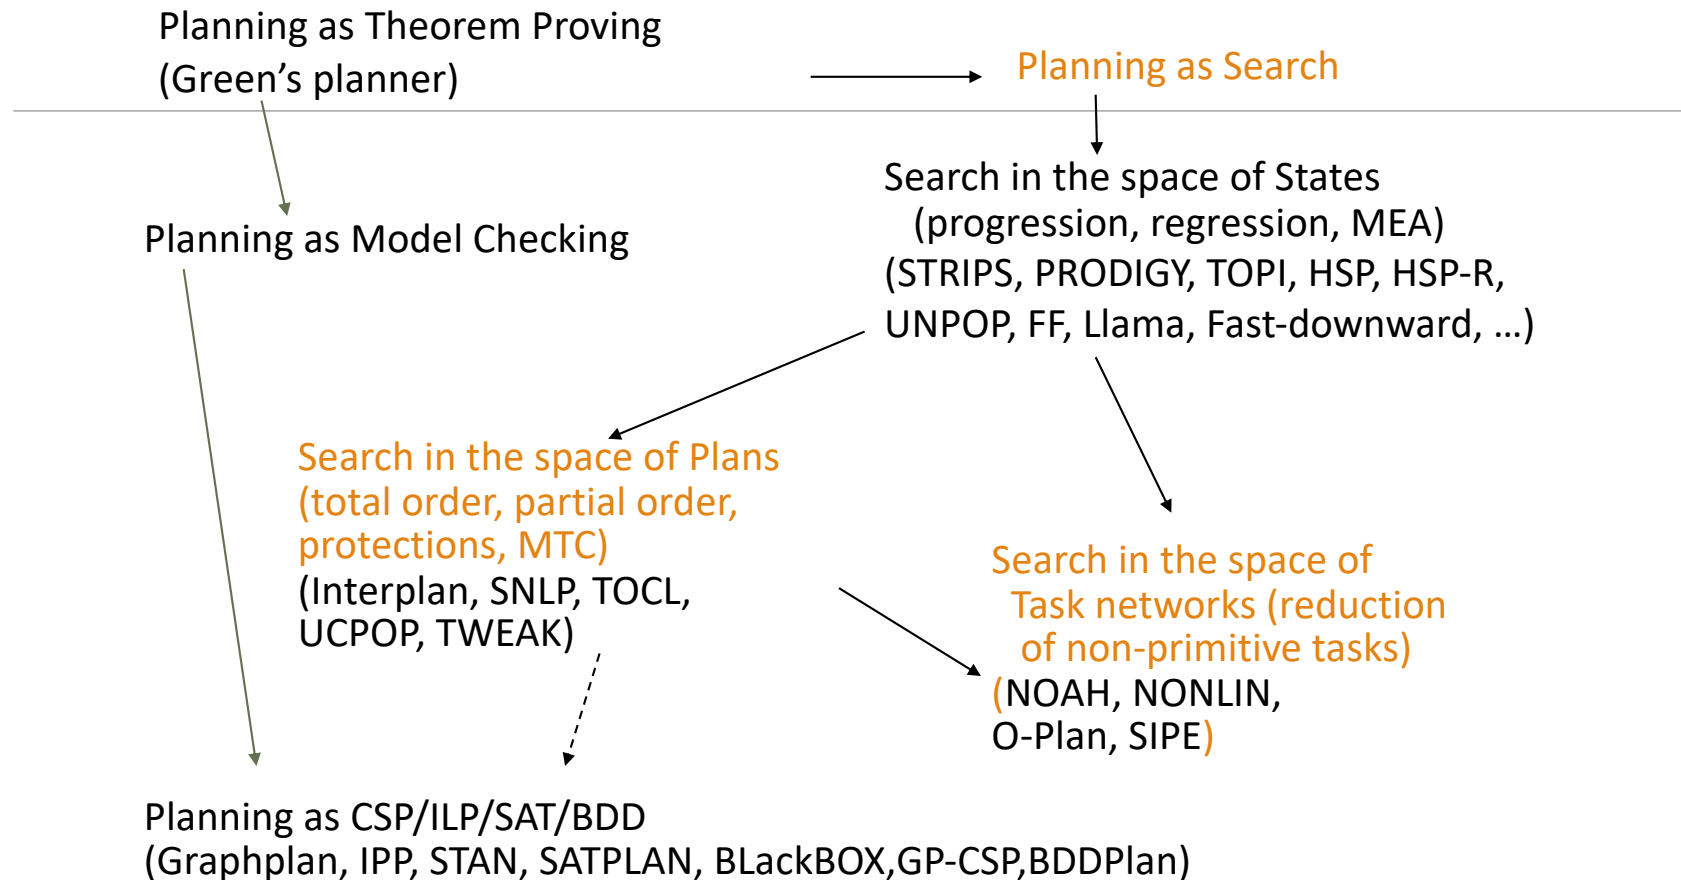 Planning as Theorem Proving
(Green’s planner)
Planning as Search
Search in the space of States
(progression, regression, MEA)
(STRIPS, PRODIGY, TOPI, HSP, HSP-R,
UNPOP, FF, Llama, Fast-downward, …)
Planning as Model Checking
Search in the space of Plans
(total order, partial order,
protections, MTC)
(Interplan, SNLP, TOCL,
UCPOP, TWEAK)
Search in the space of
Task networks (reduction
of non-primitive tasks)
(NOAH, NONLIN,
O-Plan, SIPE)
Planning as CSP/ILP/SAT/BDD
(Graphplan, IPP, STAN, SATPLAN, BLackBOX,GP-CSP,BDDPlan)